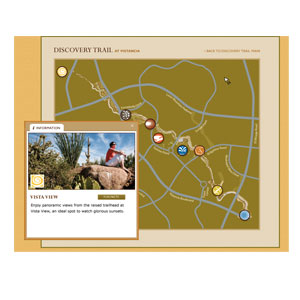 DISCOVERY TRAIL AT VISTANCIA
‹ BACK TO DISCOVERY TRAIL MAIN
i INFORMATION
VISTA VIEW
Enjoy panoramic views from the raised trailhead at
Vista View, an ideal spot to watch glorious sunsets.